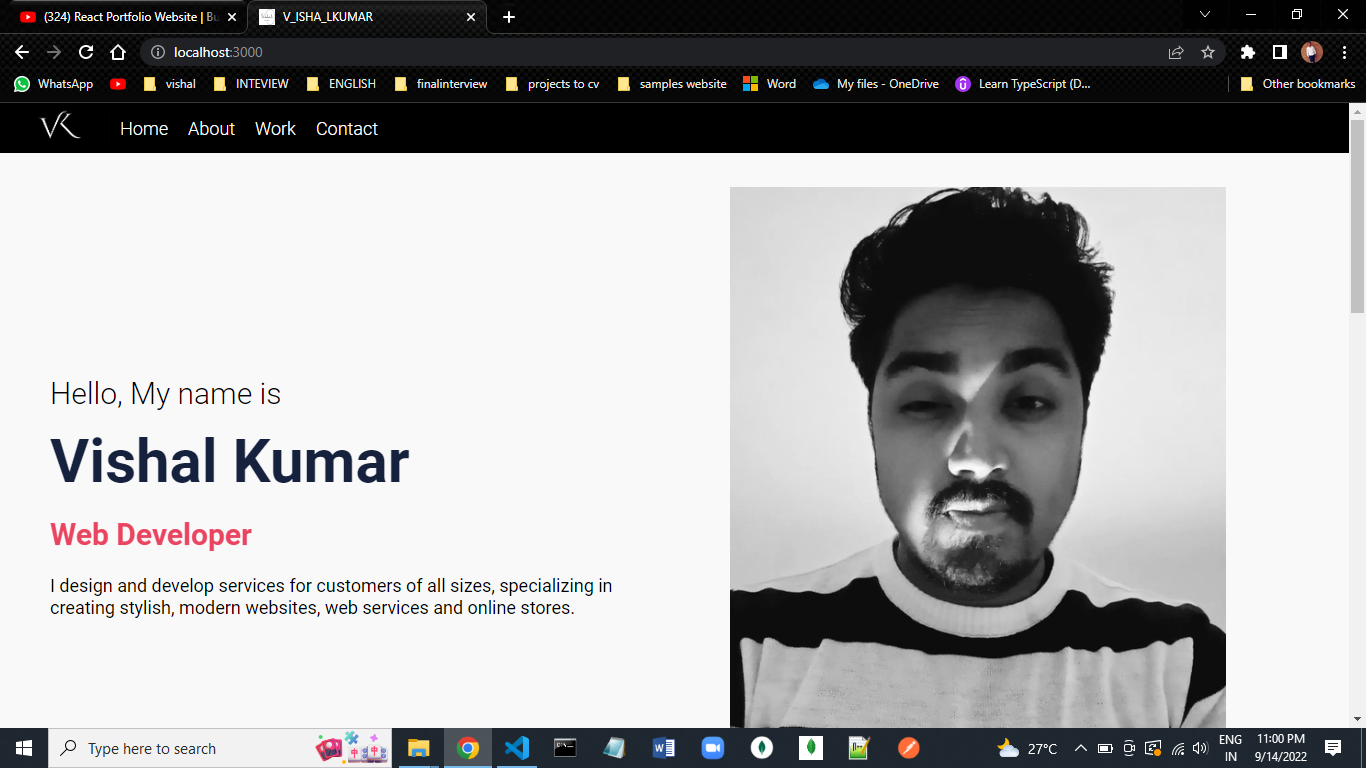 (324) React Portfolio Website | Bu
V_ISHA_LKUMAR
localhost:3000
WhatsApp
vishal
INTEVIEW
ENGLISH
finalinterview
projects to cv
samples website
Word
My files - OneDrive
Learn TypeScript (D...
Other bookmarks
VK
Home
About
Work
Contact
Hello, My name is
Vishal Kumar
Web Developer
I design and develop services for customers of all sizes, specializing in
creating stylish, modern websites, web services and online stores.
Type here to search
27°C
ENG
IN
11:00 PM
9/14/2022